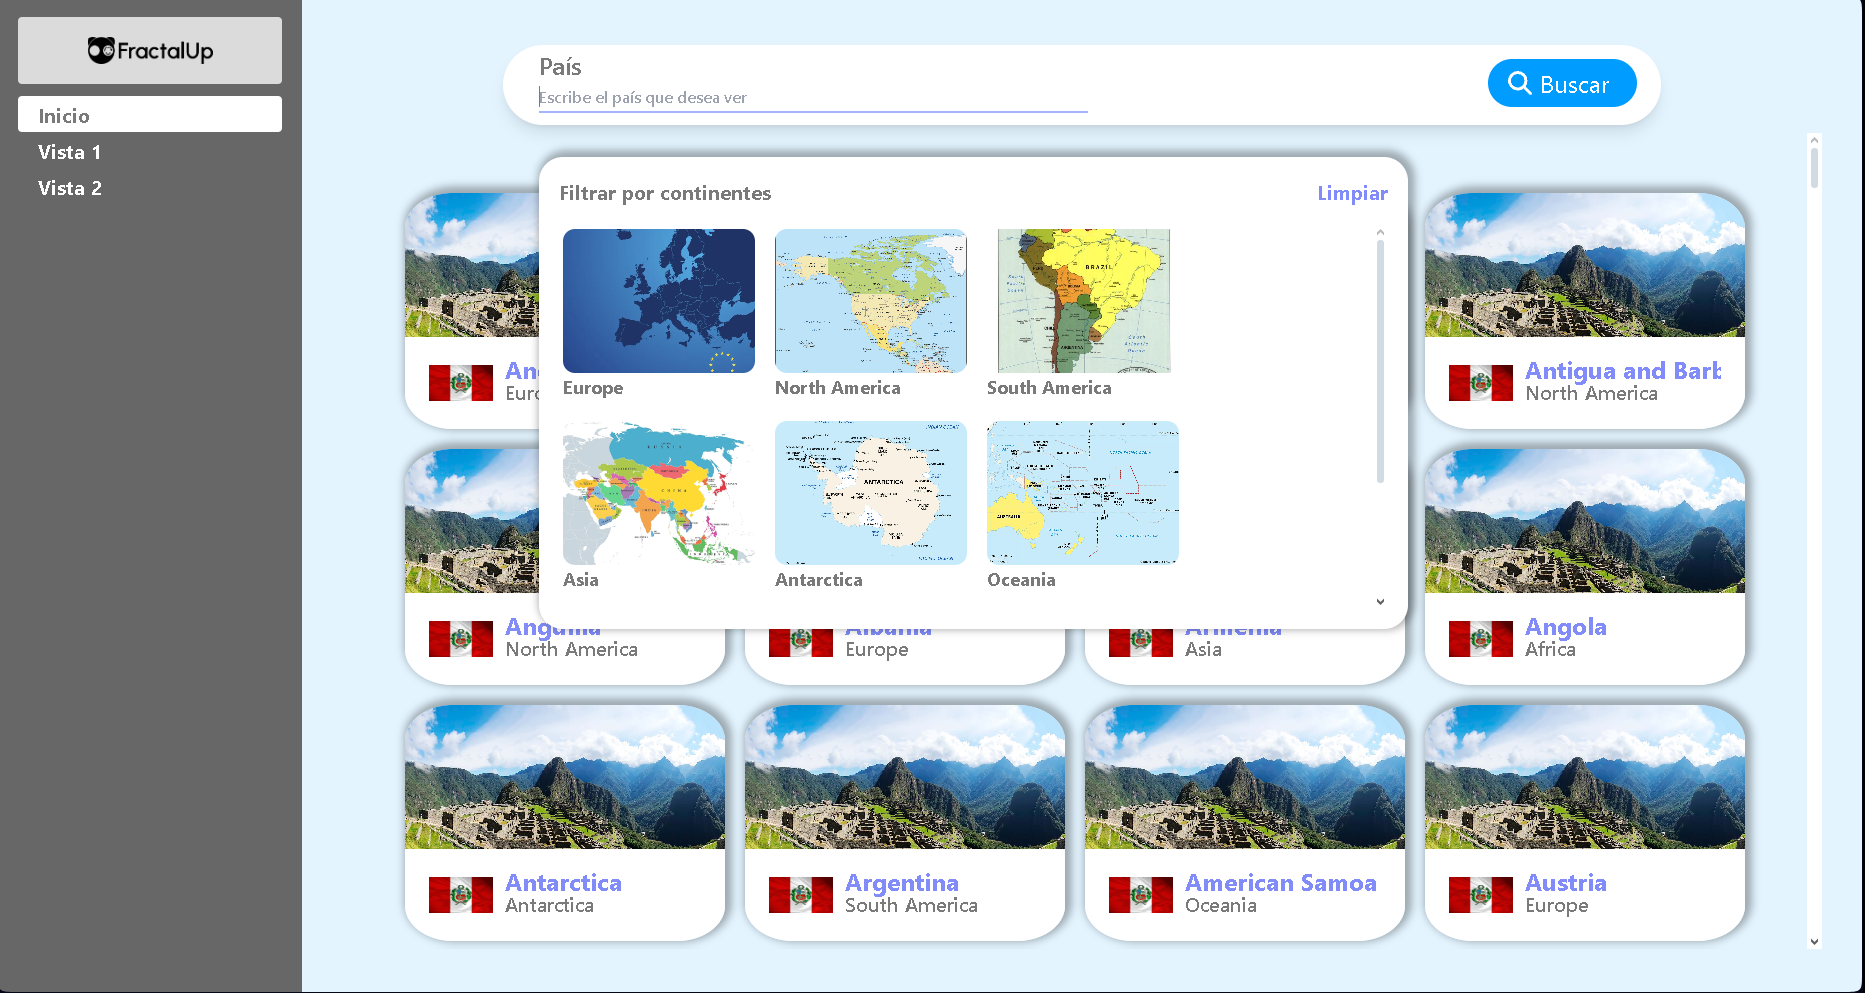 FractalUp
Inicio
Vista 1
Vista 2
País
Escribe el país que desea ver
Buscar
Filtrar por continentes
Limpiar
Europe
North America
South America
BRAZIL
Asia
Antarctica
Oceania
ANTARCTICA
Antigua and Barb
North America
Anguilla
North America
Albania
Europe
Armenia
Asia
Angola
Africa
Antarctica
Antarctica
Argentina
South America
American Samoa
Oceania
Austria
Europe